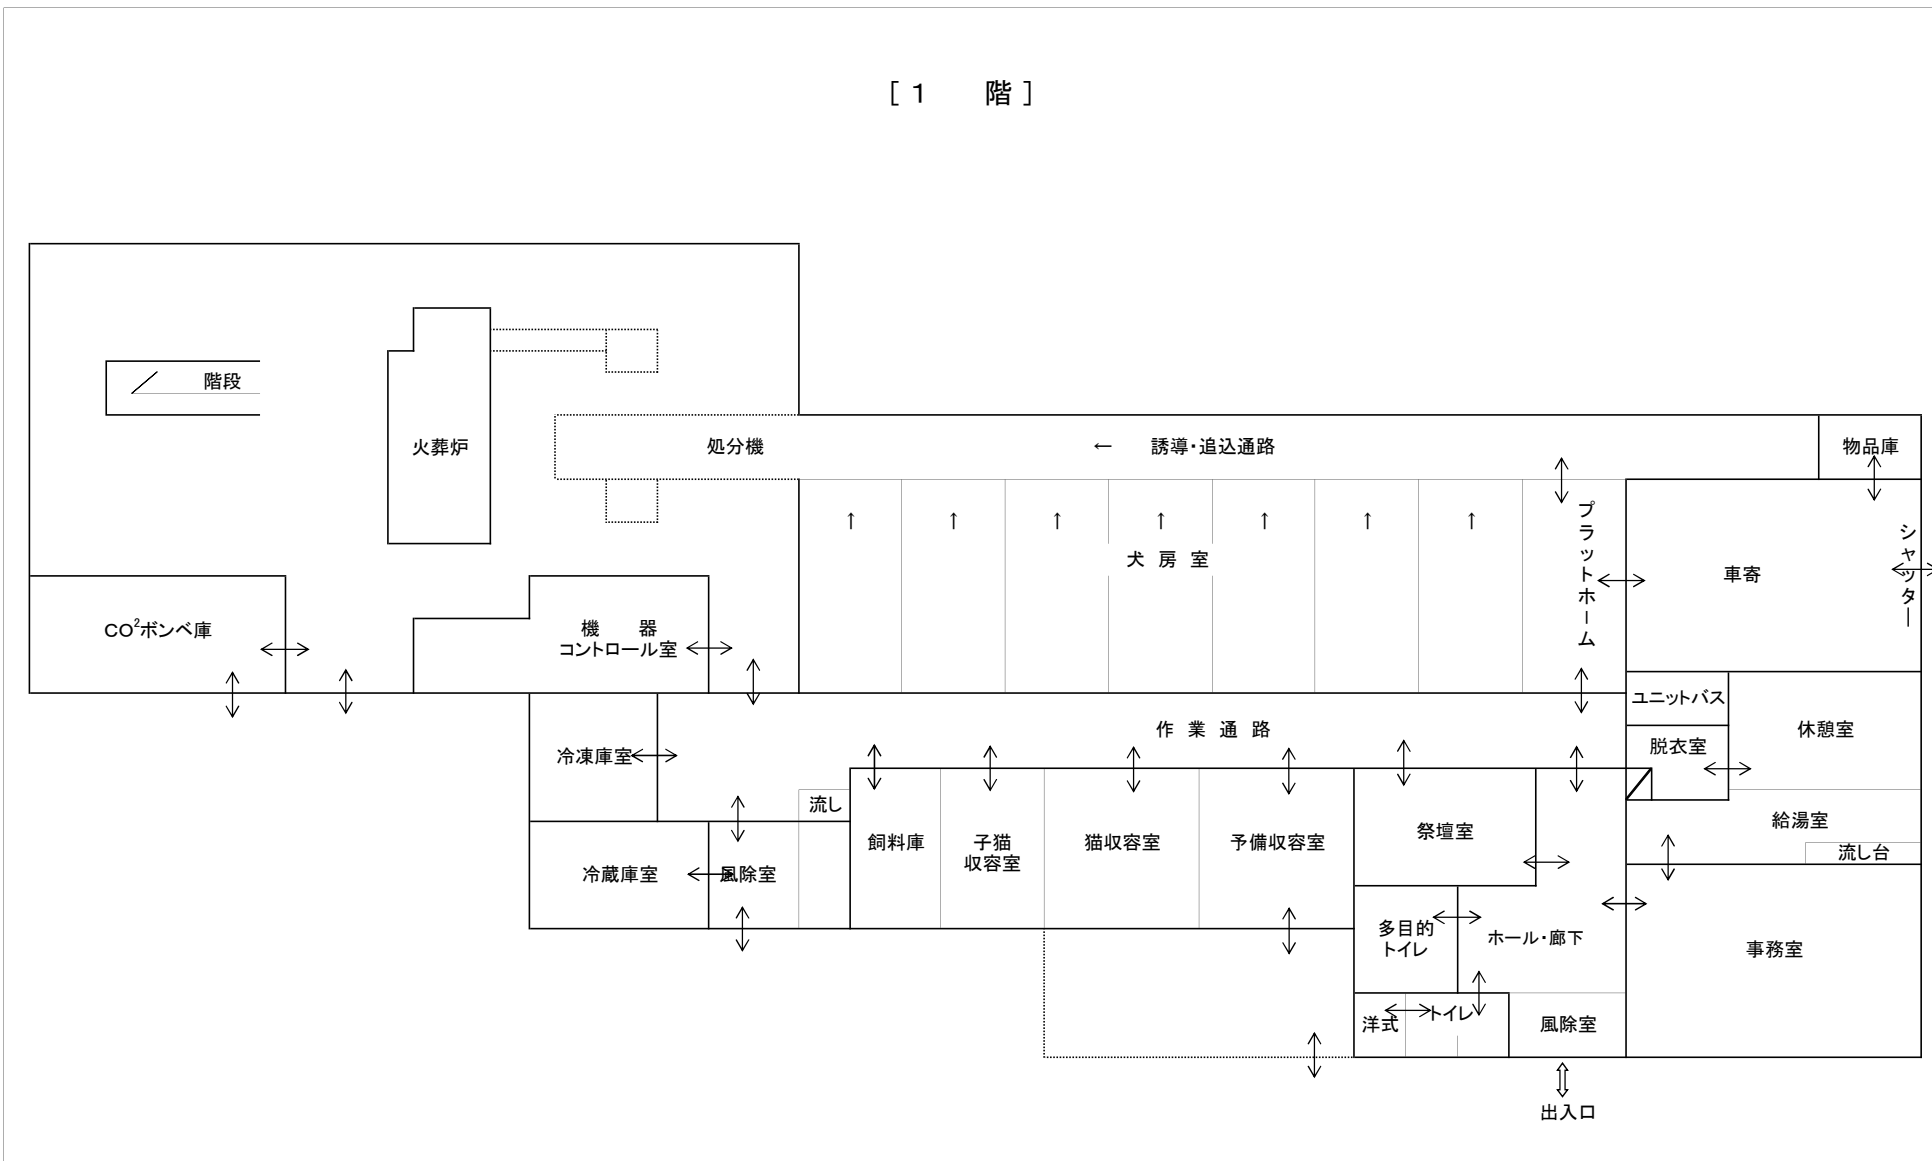 [ 1 階 ]
階段
火葬炉
処分機
← 誘導・追込通路
物品庫
↑ ↑ ↑ ↑ ↑ ↑ ↑
犬 房 室
プラットホーム
車寄
シャッター
CO²ボンベ庫
機 器
コントロール室
ユニットバス
休憩室
脱衣室
作 業 通 路
冷凍庫室
流し
飼料庫
子猫
収容室
猫収容室
予備収容室
祭壇室
給湯室
流し台
冷蔵庫室
風除室
多目的
トイレ
ホール・廊下
事務室
洋式
トイレ
風除室
出入口